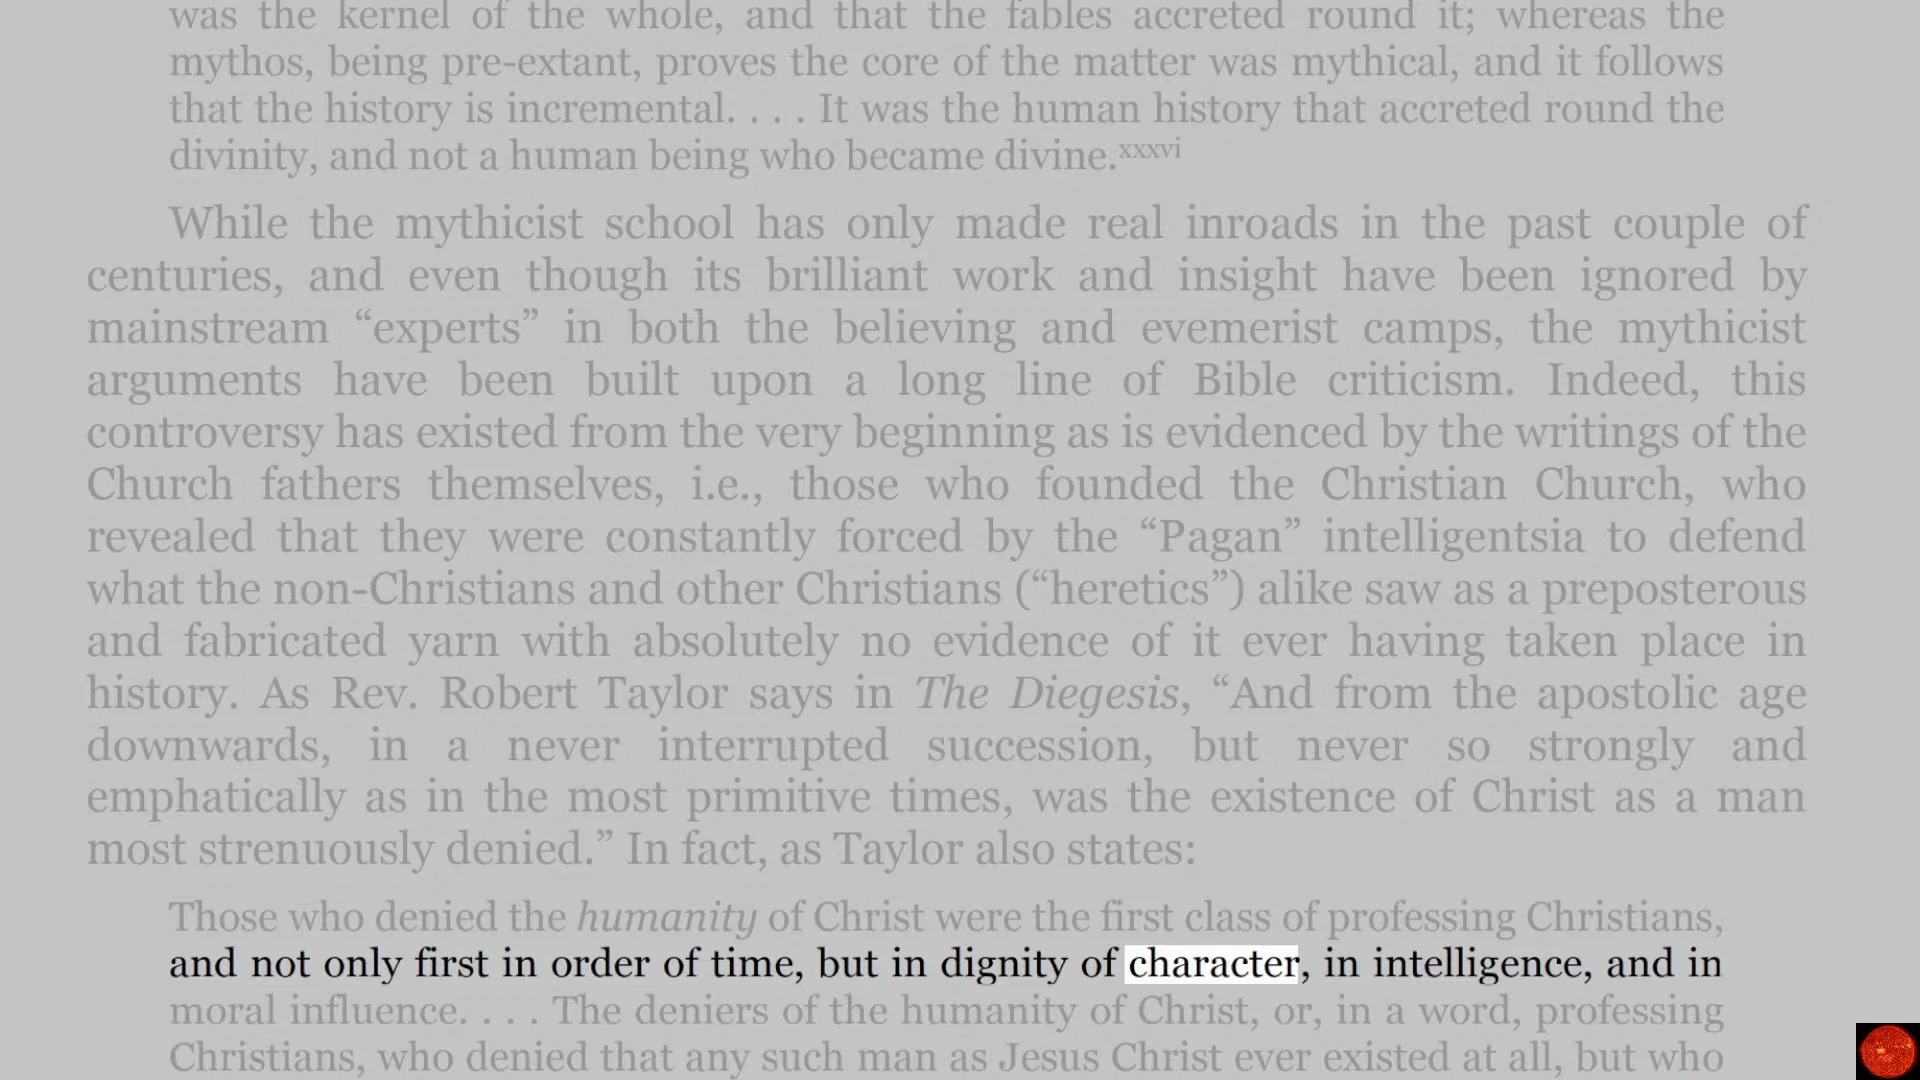 was the kernel of the whole, and that the fables accreted round it; whereas the
mythos, being pre-extant, proves the core of the matter was mythical, and it follows
that the history is incremental. . . . It was the human history that accreted round the
divinity, and not a human being who became divine.xxxvi
While the mythicist school has only made real inroads in the past couple of
centuries, and even though its brilliant work and insight have been ignored by
mainstream “experts” in both the believing and evemerist camps, the mythicist
arguments have been built upon a long line of Bible criticism. Indeed, this
controversy has existed from the very beginning as is evidenced by the writings of the
Church fathers themselves, i.e., those who founded the Christian Church, who
revealed that they were constantly forced by the “Pagan” intelligentsia to defend
what the non-Christians and other Christians (“heretics”) alike saw as a preposterous
and fabricated yarn with absolutely no evidence of it ever having taken place in
history. As Rev. Robert Taylor says in The Diegesis, “And from the apostolic age
downwards, in a never interrupted succession, but never so strongly and
emphatically as in the most primitive times, was the existence of Christ as a man
most strenuously denied.” In fact, as Taylor also states:
Those who denied the humanity of Christ were the first class of professing Christians,
and not only first in order of time, but in dignity of character, in intelligence, and in
moral influence. . . . The deniers of the humanity of Christ, or, in a word, professing
Christians, who denied that any such man as Jesus Christ ever existed at all, but who